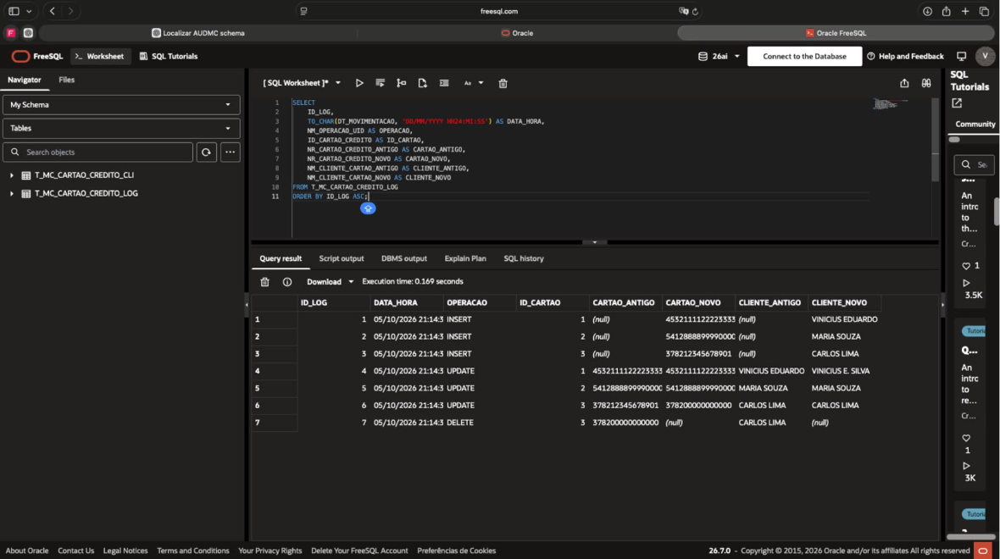 freesql.com
Localizar AUDMC schema
Oracle
Oracle FreeSQL
FreeSQL
>_ Worksheet
SQL Tutorials
26ai
Connect to the Database
Help and Feedback
V
Navigator
Files
My Schema
Tables
Search objects
T_MC_CARTAO_CREDITO_CLI
T_MC_CARTAO_CREDITO_LOG
[ SQL Worksheet ]*
Aa
1 SELECT
2 ID_LOG,
3 TO_CHAR(DT_MOVIMENTACAO, 'DD/MM/YYYY HH24:MI:SS') AS DATA_HORA,
4 NM_OPERACAO_UID AS OPERACAO,
5 ID_CARTAO_CREDITO AS ID_CARTAO,
6 NR_CARTAO_CREDITO_ANTIGO AS CARTAO_ANTIGO,
7 NR_CARTAO_CREDITO_NOVO AS CARTAO_NOVO,
8 NM_CLIENTE_CARTAO_ANTIGO AS CLIENTE_ANTIGO,
9 NM_CLIENTE_CARTAO_NOVO AS CLIENTE_NOVO
10 FROM T_MC_CARTAO_CREDITO_LOG
11 ORDER BY ID_LOG ASC;
Query result
Script output
DBMS output
Explain Plan
SQL history
Download
Execution time: 0.169 seconds
ID_LOG DATA_HORA OPERACAO ID_CARTAO CARTAO_ANTIGO CARTAO_NOVO CLIENTE_ANTIGO CLIENTE_NOVO
1 1 05/10/2026 21:14:3 INSERT 1 (null) 4532111122223333 (null) VINICIUS EDUARDO
2 2 05/10/2026 21:14:3 INSERT 2 (null) 541288889999000C (null) MARIA SOUZA
3 3 05/10/2026 21:14:3 INSERT 3 (null) 378212345678901 (null) CARLOS LIMA
4 4 05/10/2026 21:14:3 UPDATE 1 4532111122223333 4532111122223333 VINICIUS EDUARDO VINICIUS E. SILVA
5 5 05/10/2026 21:14:3 UPDATE 2 541288889999000C 541288889999000C MARIA SOUZA MARIA SOUZA
6 6 05/10/2026 21:14:3 UPDATE 3 378212345678901 378200000000000 CARLOS LIMA CARLOS LIMA
7 7 05/10/2026 21:14:3 DELETE 3 378200000000000 (null) CARLOS LIMA (null)
SQL
Tutorials
Community
Se
An
intrc
to
th...
Cr...
1
3.5K
Tutoria
Q...
An
intrc
to
re...
Cr...
1
3K
Tutoria
About Oracle
Contact Us
Legal Notices
Terms and Conditions
Your Privacy Rights
Delete Your FreeSQL Account
Preferências de Cookies
26.7.0 - Copyright © 2015, 2026 Oracle and/or its affiliates All rights reserved